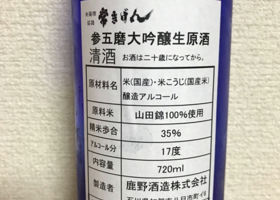 常きげん
参五磨大吟醸生原酒
清酒 お酒は二十歳になってから。
原材料名 米(国産)・米こうじ(国産米)
醸造アルコール
原料米 山田錦100%使用
精米歩合 35%
アルコール分 17度
内容量 720ml
製造者 鹿野酒造株式会社